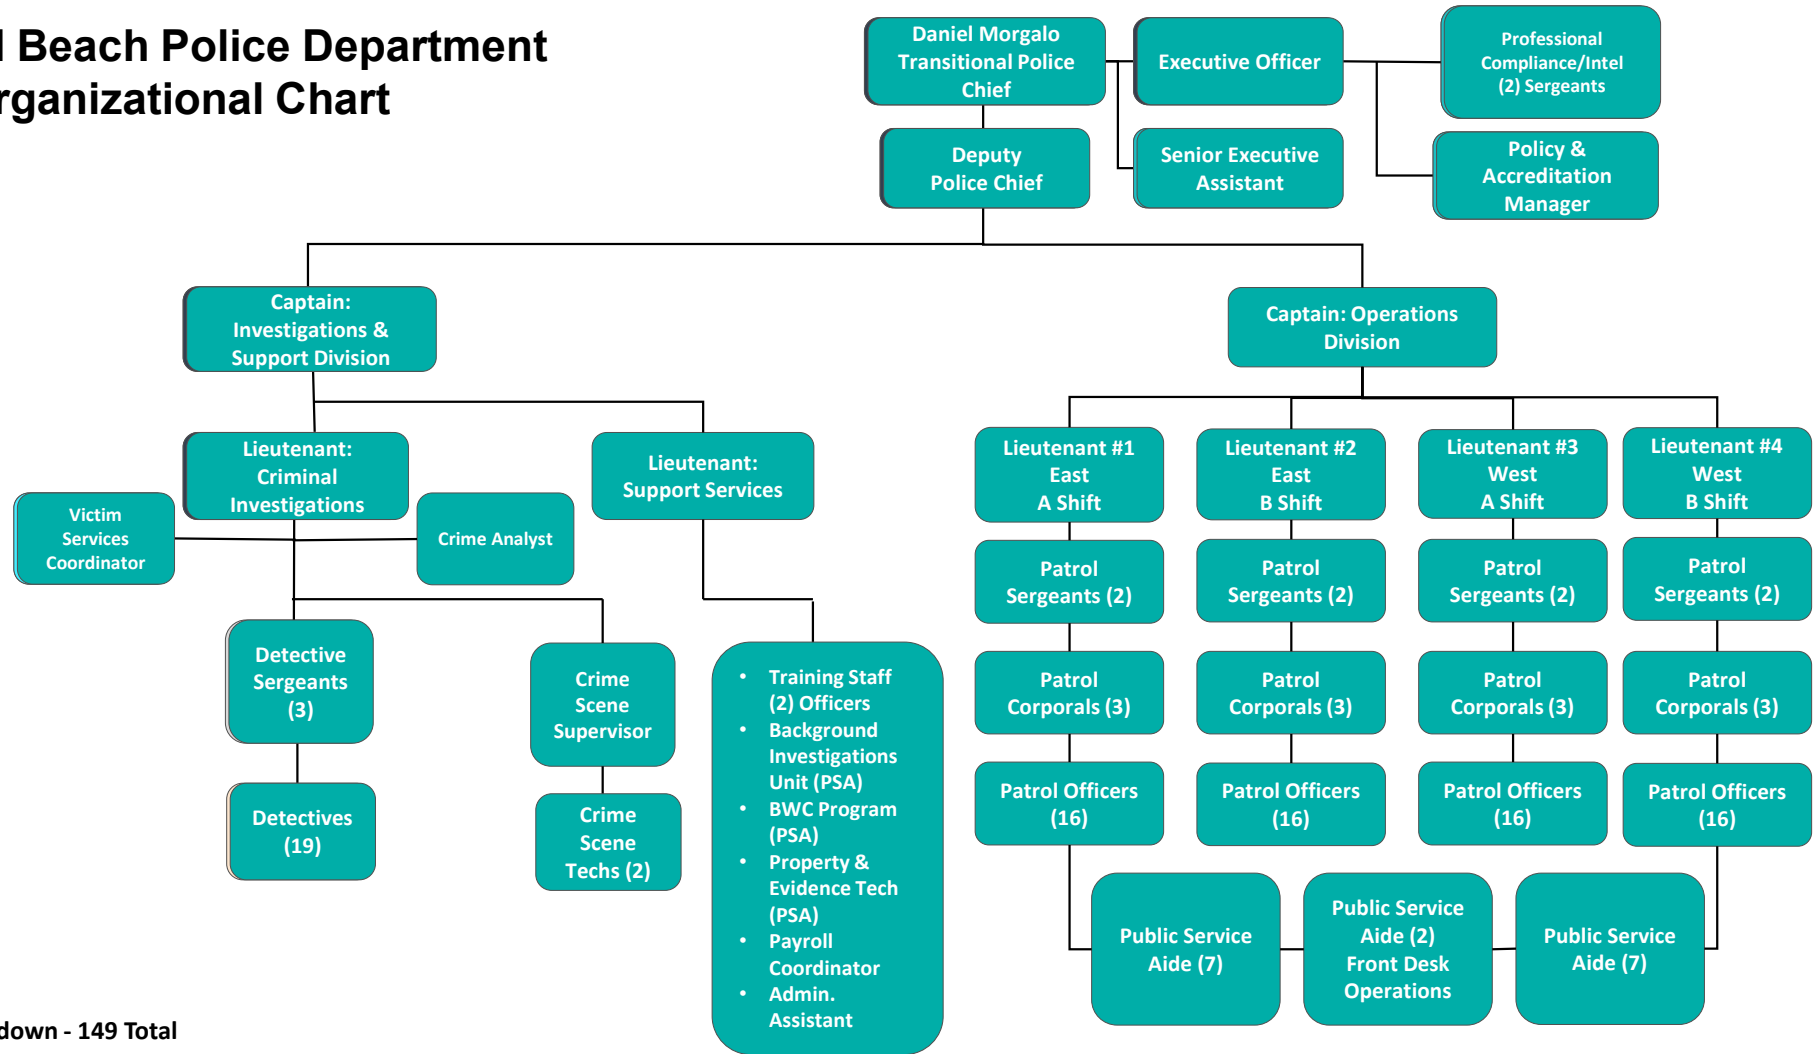 Beach Police Department
Organizational Chart
Daniel Morgalo
Transitional Police
Chief
Executive Officer
Professional
Compliance/Intel
(2) Sergeants
Deputy
Police Chief
Senior Executive
Assistant
Policy &
Accreditation
Manager
Captain:
Investigations &
Support Division
Captain: Operations
Division
Lieutenant:
Criminal
Investigations
Lieutenant:
Support Services
Victim
Services
Coordinator
Crime Analyst
Detective
Sergeants
(3)
Detectives
(19)
Crime
Scene
Supervisor
Crime
Scene
Techs (2)
• Training Staff
(2) Officers
• Background
Investigations
Unit (PSA)
• BWC Program
(PSA)
• Property &
Evidence Tech
(PSA)
• Payroll
Coordinator
• Admin.
Assistant
Lieutenant #1
East
A Shift
Patrol
Sergeants (2)
Patrol
Corporals (3)
Patrol Officers
(16)
Lieutenant #2
East
B Shift
Patrol
Sergeants (2)
Patrol
Corporals (3)
Patrol Officers
(16)
Lieutenant #3
West
A Shift
Patrol
Sergeants (2)
Patrol
Corporals (3)
Patrol Officers
(16)
Lieutenant #4
West
B Shift
Patrol
Sergeants (2)
Patrol
Corporals (3)
Patrol Officers
(16)
Public Service
Aide (7)
Public Service
Aide (2)
Front Desk
Operations
Public Service
Aide (7)
down - 149 Total